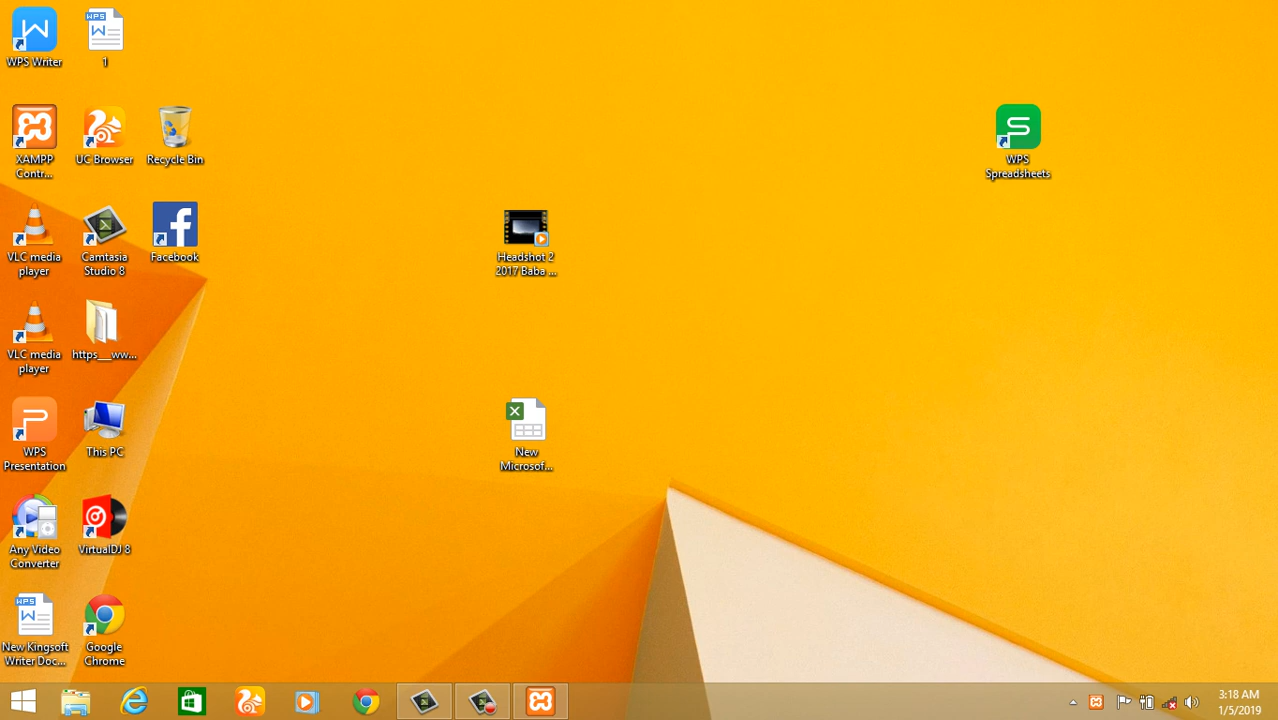 WPS Writer
WPS
W
1
XAMPP
Contr...
UC Browser
Recycle Bin
S
WPS
Spreadsheets
VLC media
player
Camtasia
Studio 8
f
Facebook
Headshot 2
2017 Baba ...
VLC media
player
https__ww...
P
WPS
Presentation
This PC
X
New
Microsof...
Any Video
Converter
VirtualDJ 8
WPS
W
New Kingsoft
Writer Doc...
Google
Chrome
3:18 AM
1/5/2019